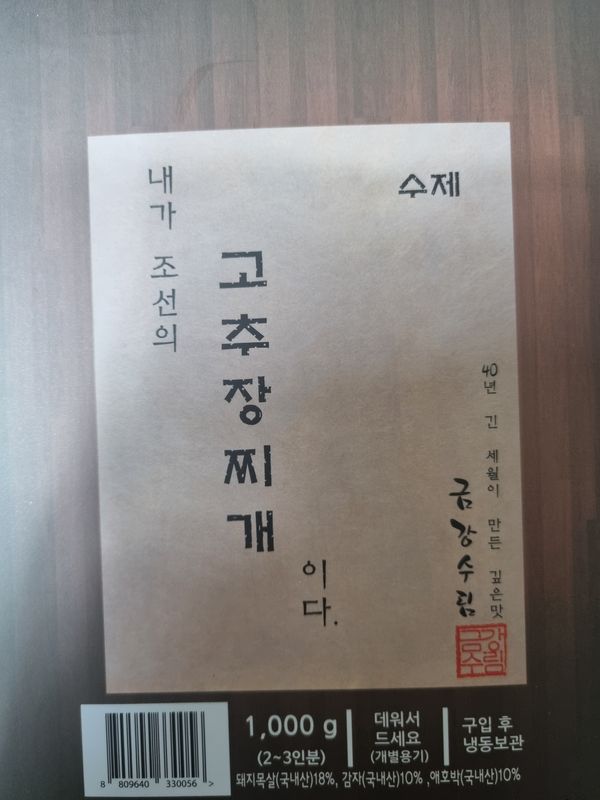 내가 조선의
고추장찌개
이다.
수제
40년 긴 세월이 만든 깊은맛
금강수림
금강
수림
8 809640 330056 >
1,000 g
(2~3인분)
데워서
드세요
(개별용기)
구입 후
냉동보관
돼지목살(국내산)18%, 감자(국내산)10% ,애호박(국내산)10%